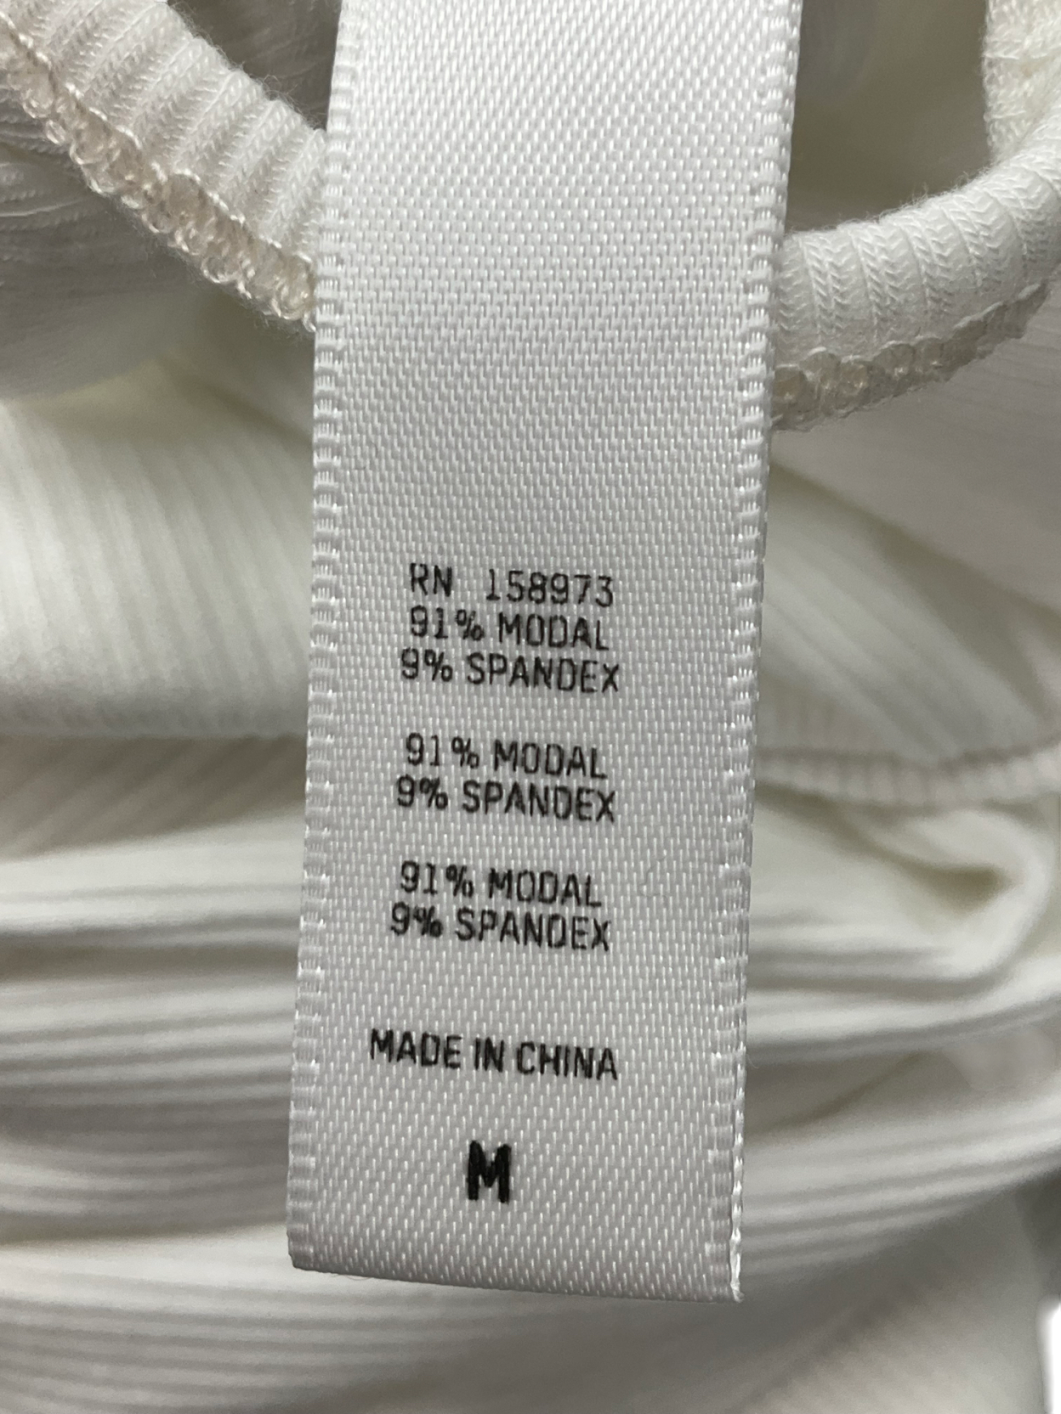 RN 158973
91% MODAL
9% SPANDEX
91% MODAL
9% SPANDEX
91% MODAL
9% SPANDEX
MADE IN CHINA
M